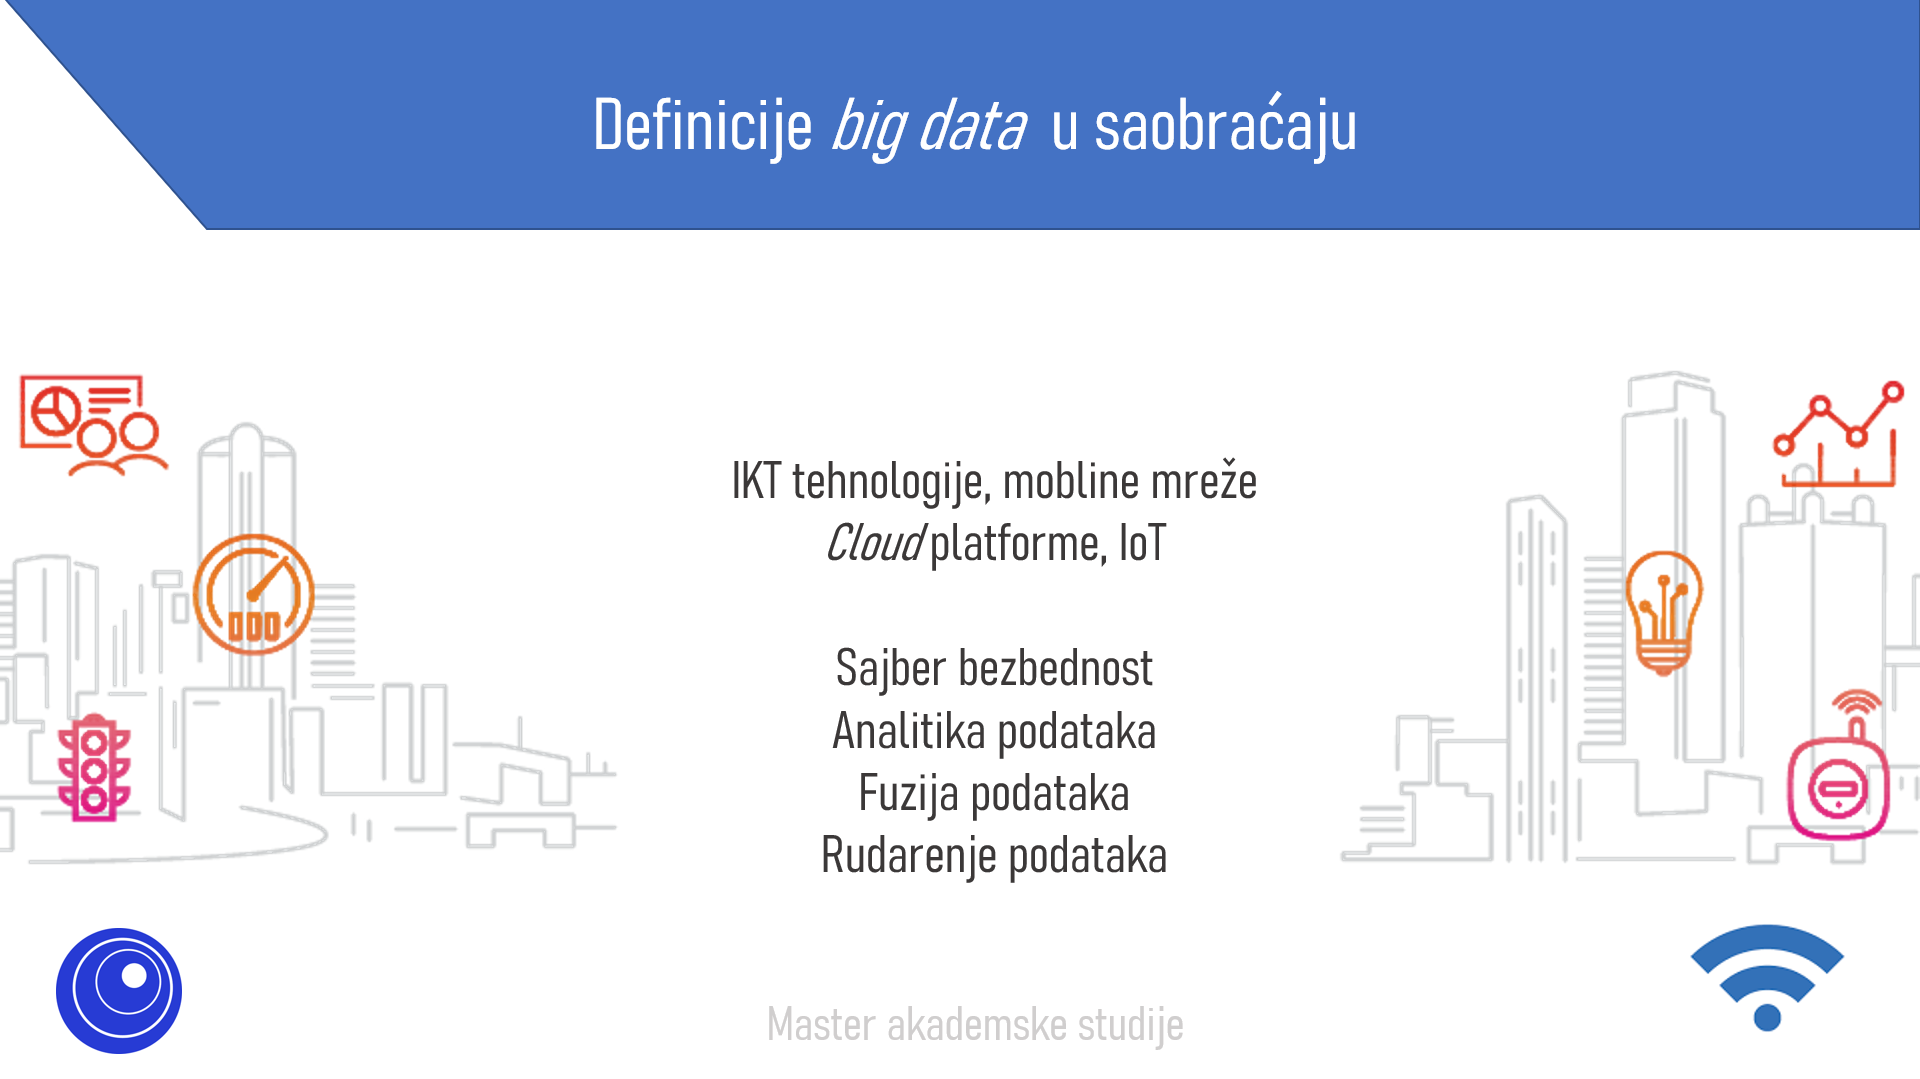 Definicije big data u saobraćaju
IKT tehnologije, mobline mreže
Cloud platforme, IoT
Sajber bezbednost
Analitika podataka
Fuzija podataka
Rudarenje podataka
Master akademske studije